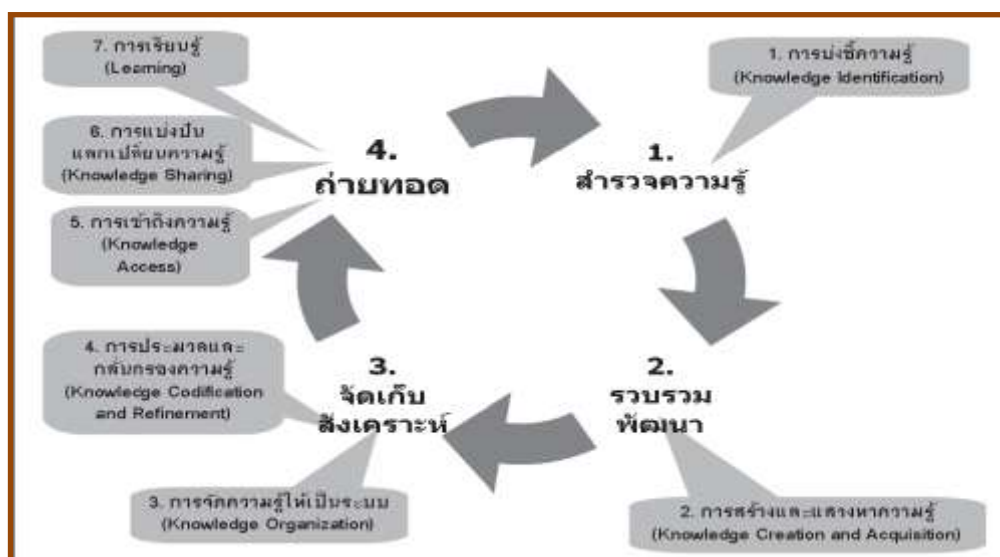 7. การเรียนรู้
(Learning)
1. การบ่งชี้ความรู้
(Knowledge Identification)
6. การแบ่งปัน
แลกเปลี่ยนความรู้
(Knowledge Sharing)
4.
ถ่ายทอด
1.
สำรวจความรู้
5. การเข้าถึงความรู้
(Knowledge
Access)
4. การประมวลและ
กลั่นกรองความรู้
(Knowledge Codification
and Refinement)
3.
จัดเก็บ
สังเคราะห์
2.
รวบรวม
พัฒนา
3. การจัดความรู้ให้เป็นระบบ
(Knowledge Organization)
2. การสร้างและแสวงหาความรู้
(Knowledge Creation and Acquisition)